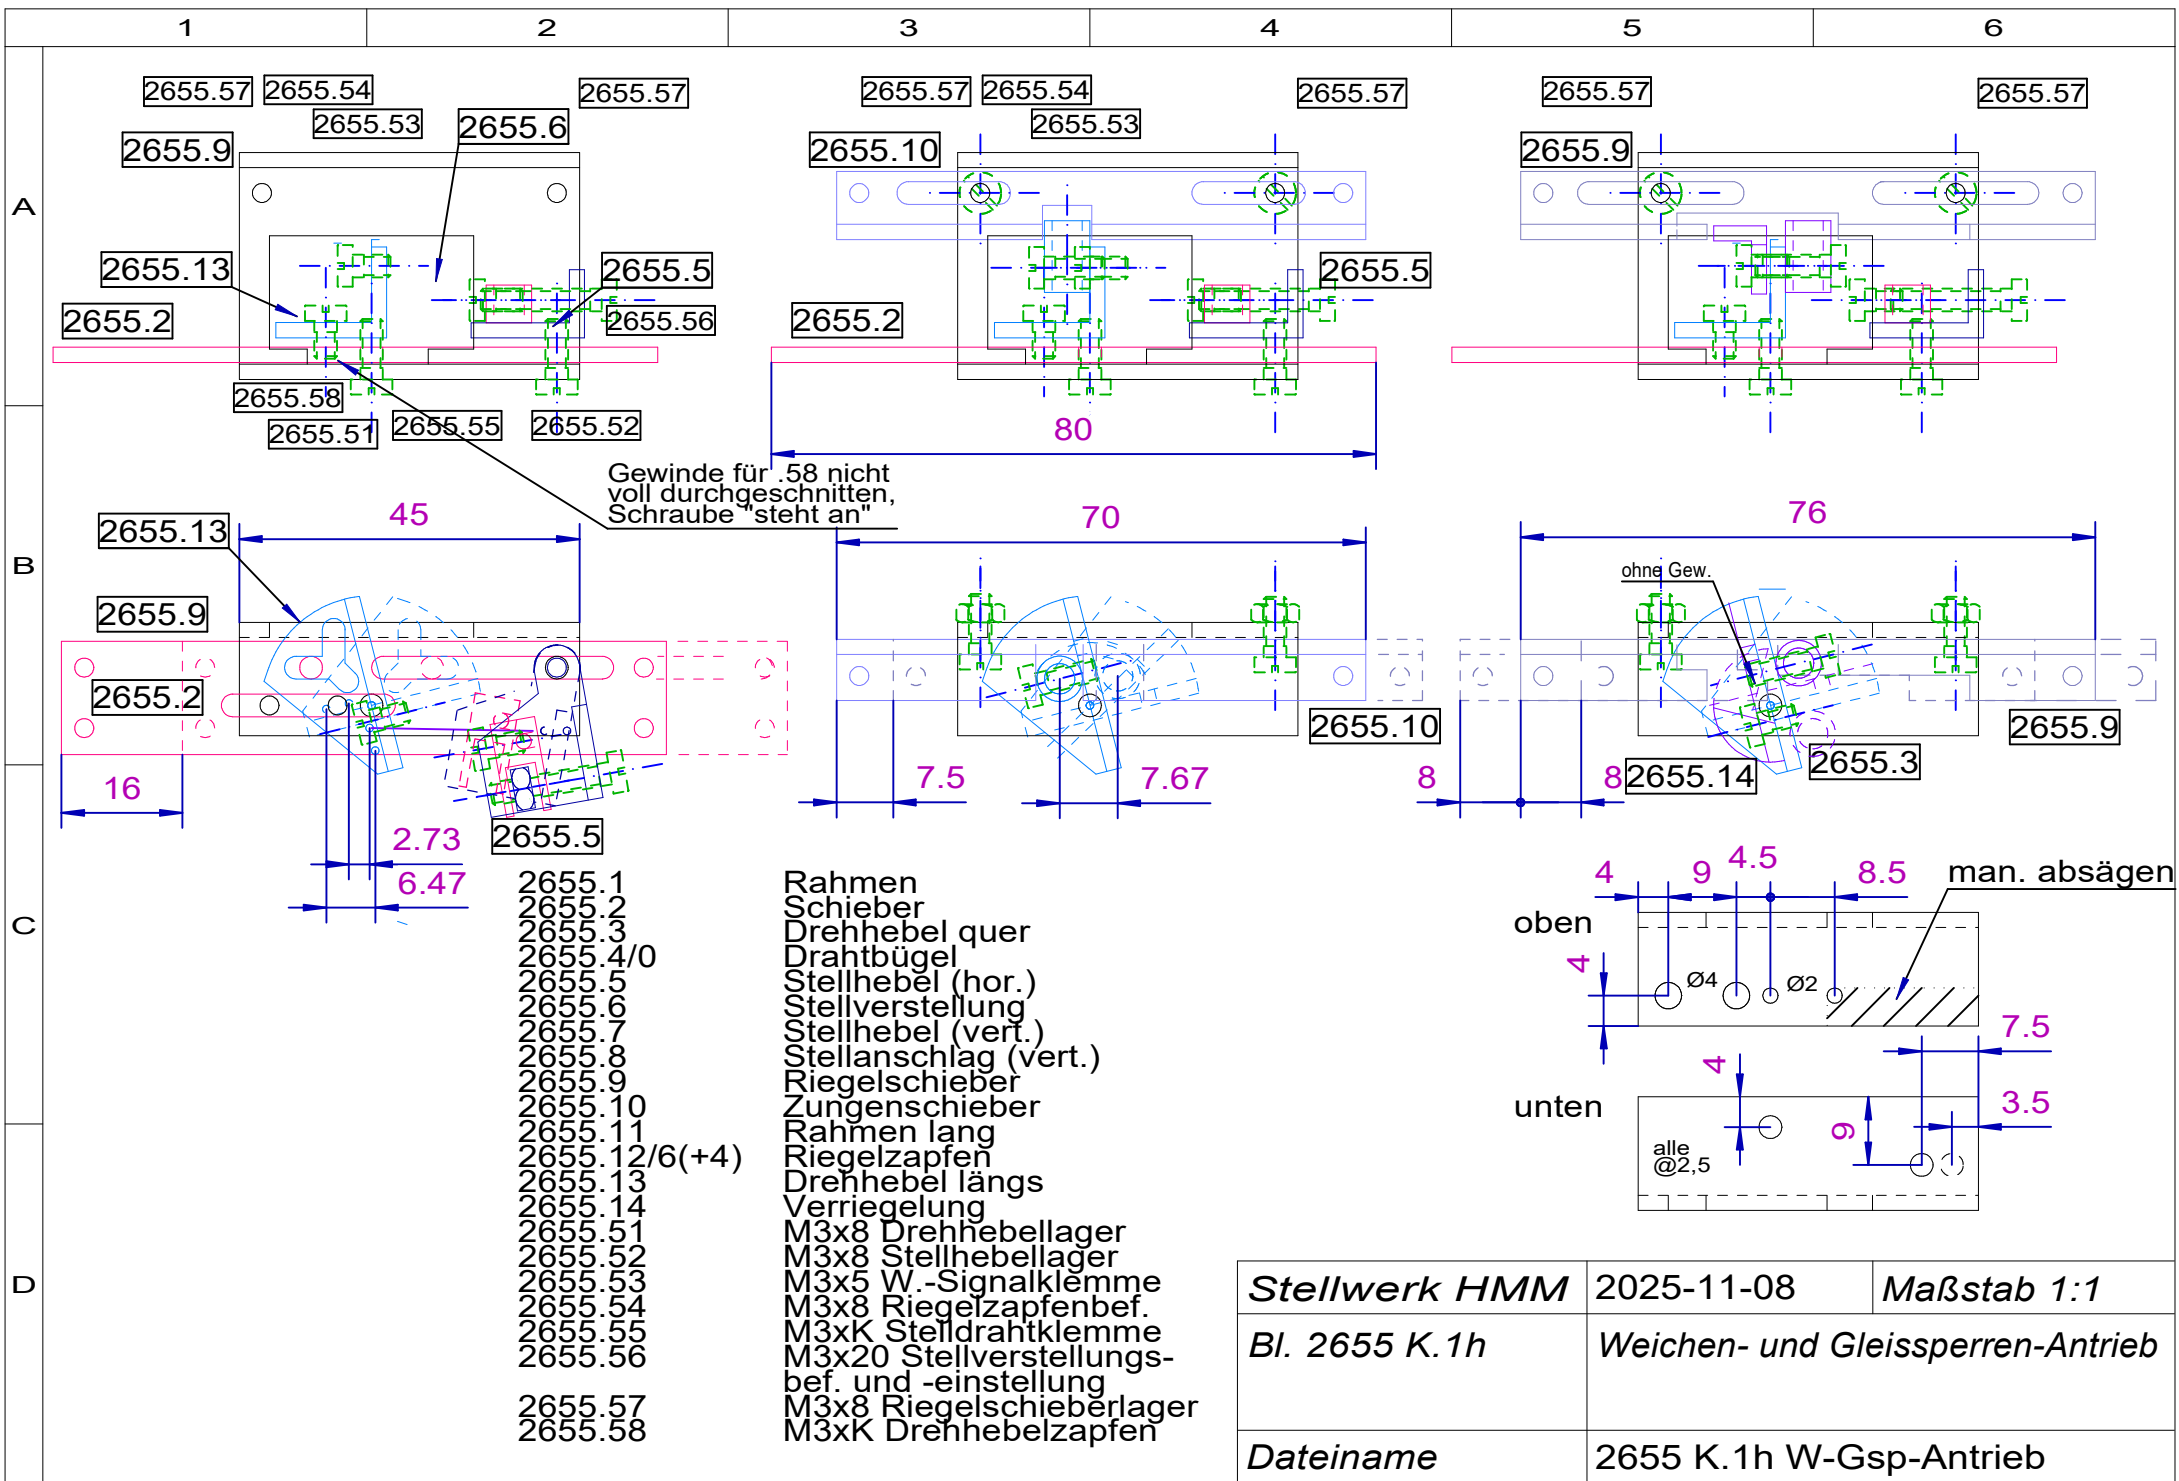 1 2 3 4 5 6
A
2655.57 2655.54 2655.57 2655.57 2655.54 2655.57 2655.57 2655.57
2655.53 2655.6 2655.53
2655.9 2655.10 2655.9
2655.13 2655.5 2655.5
2655.2 2655.56 2655.2
2655.58
2655.51 2655.55 2655.52 80
Gewinde für .58 nicht
voll durchgeschnitten,
Schraube "steht an"
B
2655.13 45 70 76
ohne Gew.
2655.9
2655.2
2655.10 2655.9
16 7.5 7.67 8 8 2655.14 2655.3
2.73 2655.5
6.47
C
2655.1 Rahmen
2655.2 Schieber
2655.3 Drehhebel quer
2655.4/0 Drahtbügel
2655.5 Stellhebel (hor.)
2655.6 Stellverstellung
2655.7 Stellhebel (vert.)
2655.8 Stellanschlag (vert.)
2655.9 Riegelschieber
2655.10 Zungenschieber
2655.11 Rahmen lang
2655.12/6(+4) Riegelzapfen
2655.13 Drehhebel längs
2655.14 Verriegelung
2655.51 M3x8 Drehhebellager
2655.52 M3x8 Stellhebellager
2655.53 M3x5 W.-Signalklemme
2655.54 M3x8 Riegelzapfenbef.
2655.55 M3xK Stelldrahtklemme
2655.56 M3x20 Stellverstellungs-
bef. und -einstellung
2655.57 M3x8 Riegelschieberlager
2655.58 M3xK Drehhebelzapfen
4 9 4.5 8.5 man. absägen
oben
4 Ø4 Ø2
7.5
4
unten 9 3.5
alle
@2,5
D
Stellwerk HMM 2025-11-08 Maßstab 1:1
Bl. 2655 K.1h Weichen- und Gleissperren-Antrieb
Dateiname 2655 K.1h W-Gsp-Antrieb